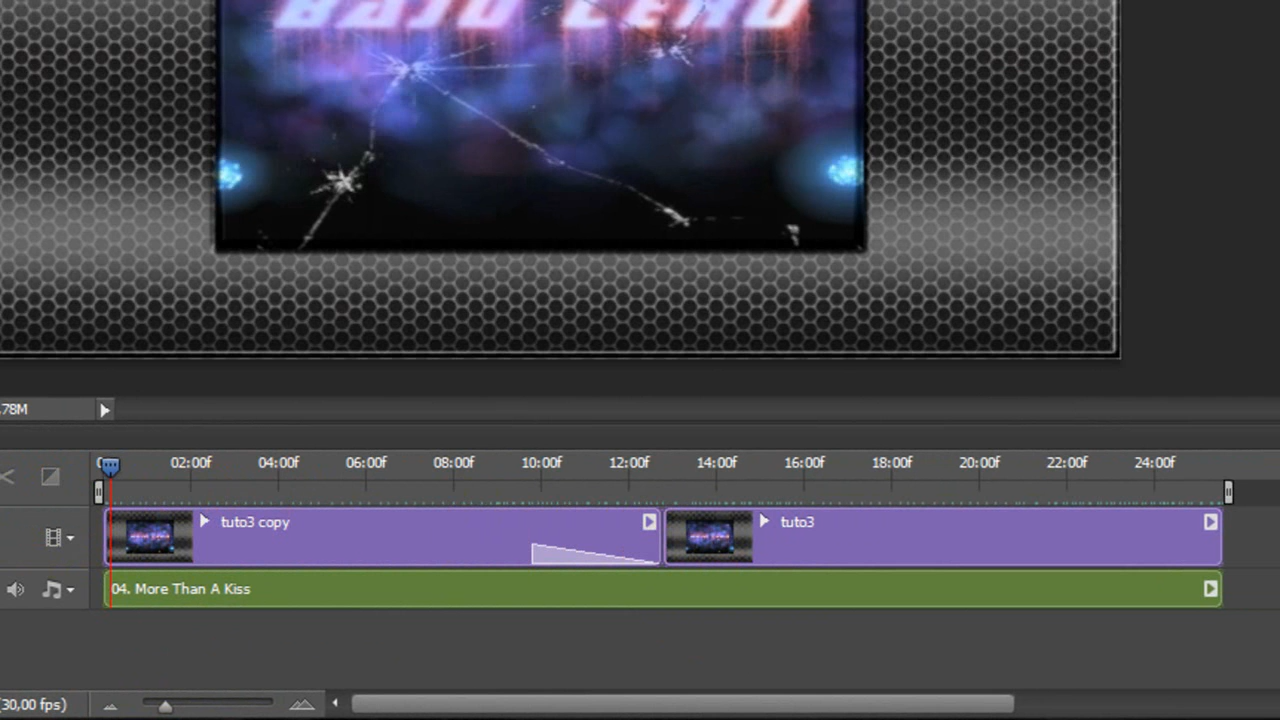 BAJO CERO
.78M
02:00f 04:00f 06:00f 08:00f 10:00f 12:00f 14:00f 16:00f 18:00f 20:00f 22:00f 24:00f
tuto3 copy
tuto3
04. More Than A Kiss
(30,00 fps)